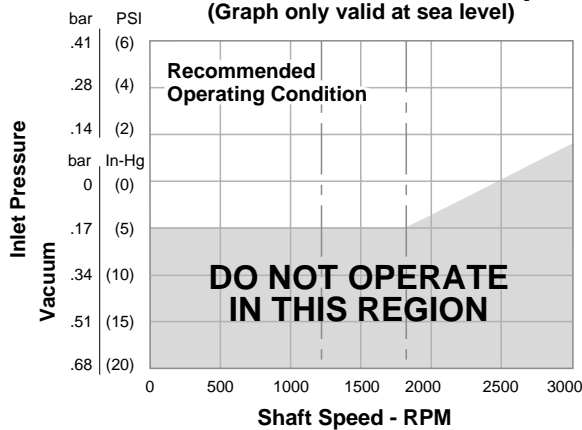 (Graph only valid at sea level)
bar PSI
.41 (6)
.28 (4)
.14 (2)
bar In-Hg
0 (0)
.17 (5)
.34 (10)
.51 (15)
.68 (20)
Inlet Pressure
Vacuum
Recommended
Operating Condition
DO NOT OPERATE
IN THIS REGION
0 500 1000 1500 2000 2500 3000
Shaft Speed - RPM